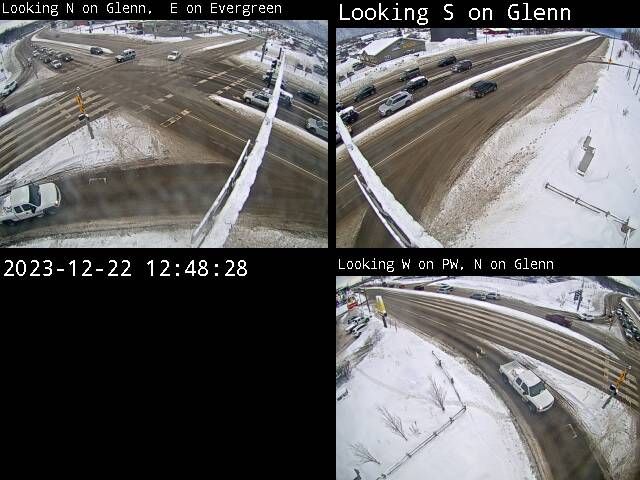 Looking N on Glenn, E on Evergreen
Looking S on Glenn
2023-12-22 12:48:28
Looking W on PW, N on Glenn